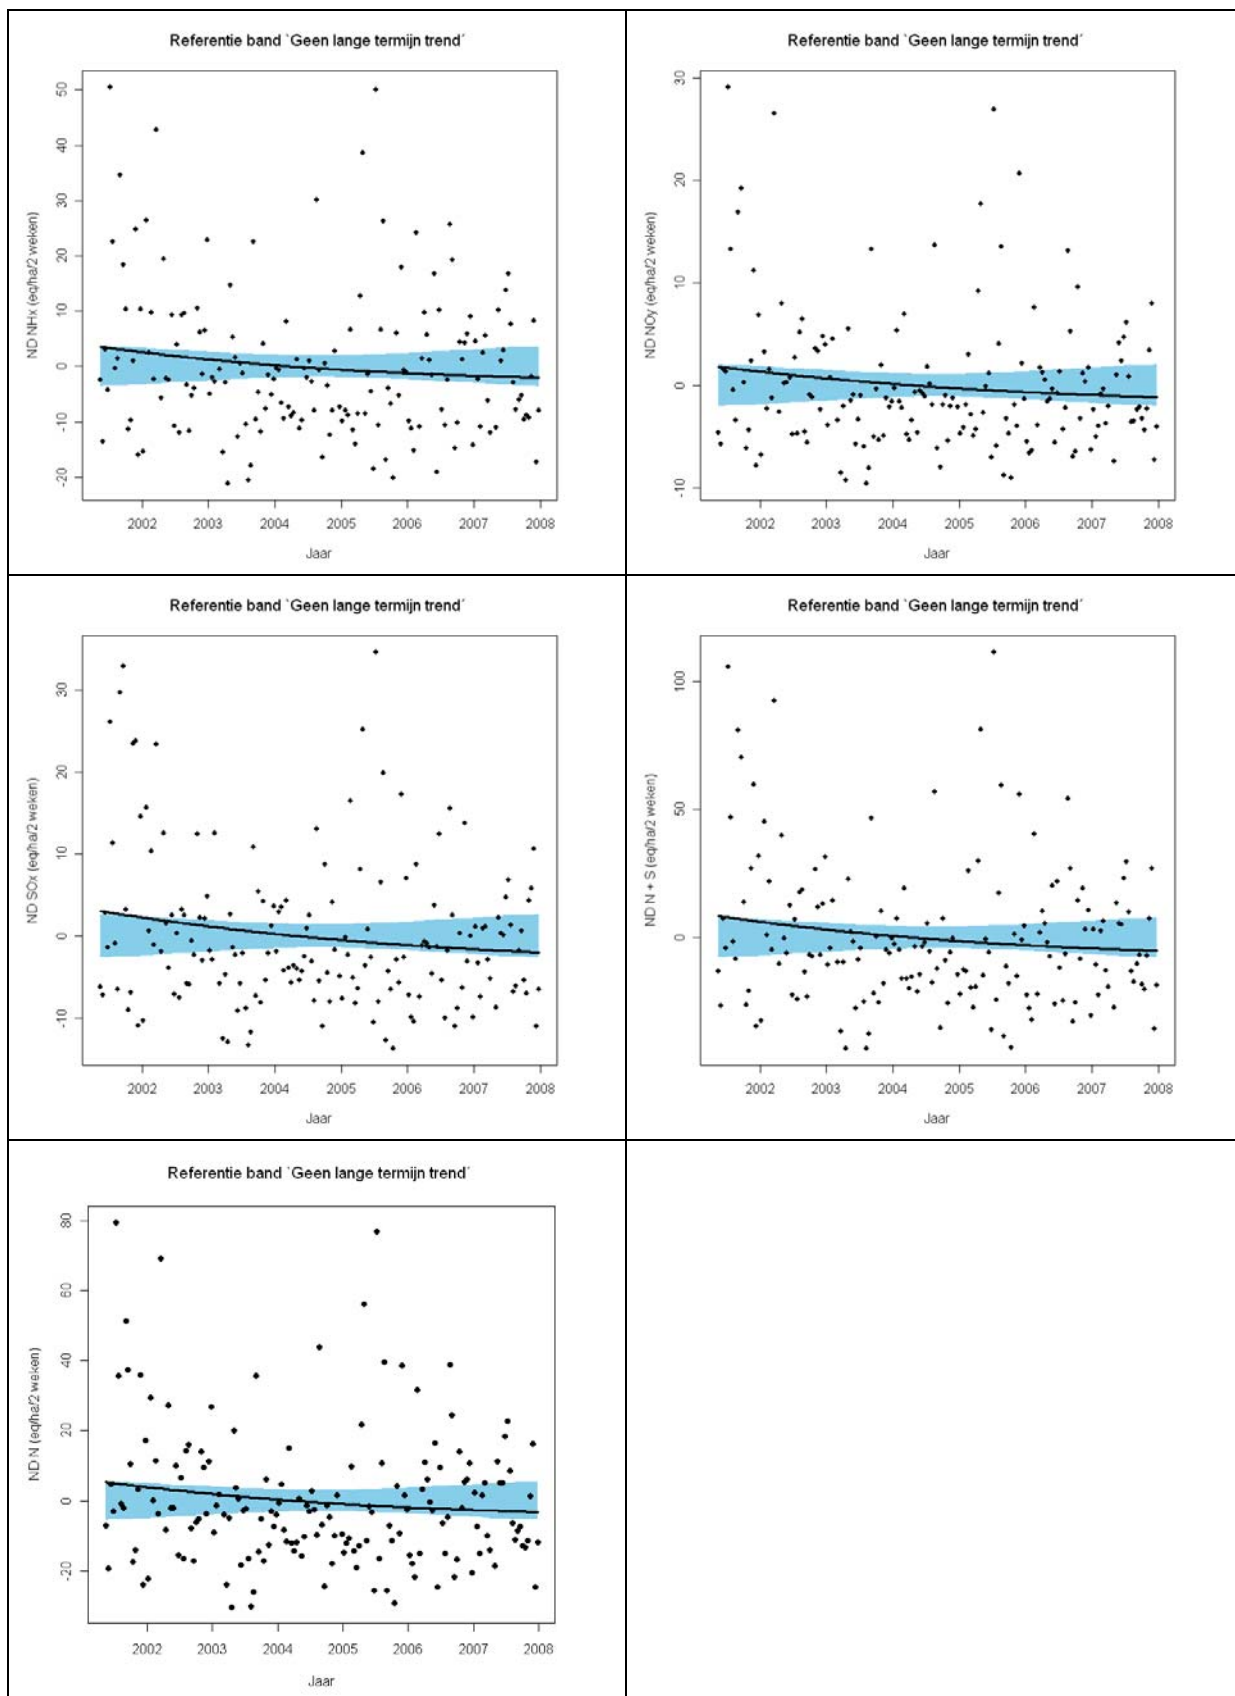 Referentie band `Geen lange termijn trend´
ND NHx (eq/ha/2 weken)
50
40
30
20
10
0
-10
-20
2002 2003 2004 2005 2006 2007 2008
Jaar
Referentie band `Geen lange termijn trend´
ND NOy (eq/ha/2 weken)
30
20
10
0
-10
2002 2003 2004 2005 2006 2007 2008
Jaar
Referentie band `Geen lange termijn trend´
ND SOx (eq/ha/2 weken)
30
20
10
0
-10
2002 2003 2004 2005 2006 2007 2008
Jaar
Referentie band `Geen lange termijn trend´
ND N + S (eq/ha/2 weken)
100
50
0
2002 2003 2004 2005 2006 2007 2008
Jaar
Referentie band `Geen lange termijn trend´
ND N (eq/ha/2 weken)
80
60
40
20
0
-20
2002 2003 2004 2005 2006 2007 2008
Jaar